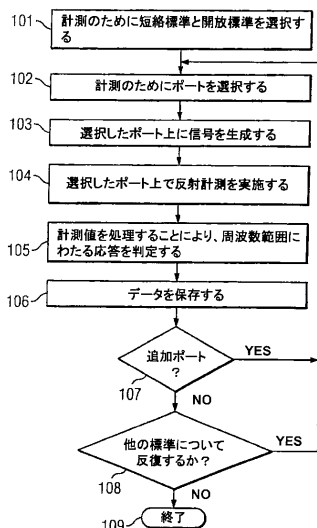 101
計測のために短絡標準と開放標準を選択す
る
102
計測のためにポートを選択する
103
選択したポート上に信号を生成する
104
選択したポート上で反射計測を実施する
105
計測値を処理することにより、周波数範囲に
わたる応答を判定する
106
データを保存する
追加ポート
?
YES
107
NO
他の標準について
反復するか?
YES
108
NO
109
終了